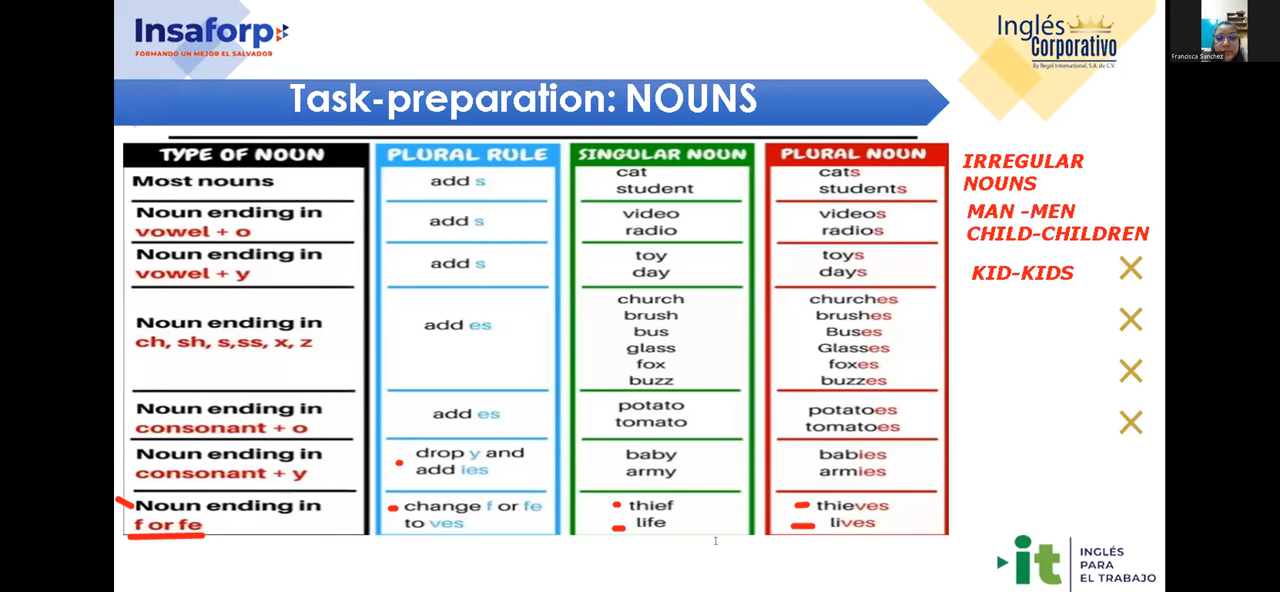 Insaforp
FORMANDO UN MEJOR EL SALVADOR
Inglés
Corporativo
By Regal International, S.A. de C.V.
Francisca Sanchez
Task-preparation: NOUNS
TYPE OF NOUN PLURAL RULE SINGULAR NOUN PLURAL NOUN
Most nouns
add s
cat
student
cats
students
Noun ending in
vowel + o
add s
video
radio
videos
radios
Noun ending in
vowel + y
add s
toy
day
toys
days
Noun ending in
ch, sh, s,ss, x, z
add es
church
brush
bus
glass
fox
buzz
churches
brushes
Buses
Glasses
foxes
buzzes
Noun ending in
consonant + o
add es
potato
tomato
potatoes
tomatoes
Noun ending in
consonant + y
drop y and
add ies
baby
army
babies
armies
Noun ending in
f or fe
change f or fe
to ves
thief
life
thieves
lives
IRREGULAR
NOUNS
MAN -MEN
CHILD-CHILDREN
KID-KIDS
it
INGLÉS
PARA
EL TRABAJO